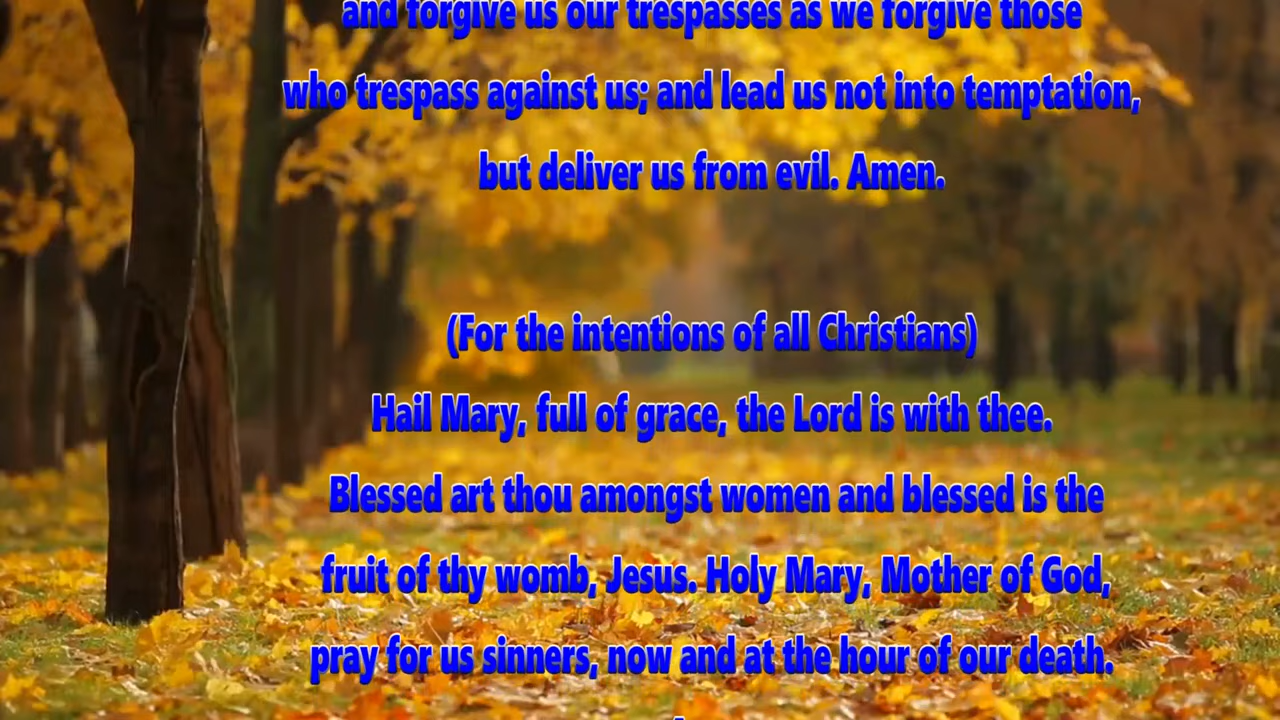 and forgive us our trespasses as we forgive those
who trespass against us; and lead us not into temptation,
but deliver us from evil. Amen.
(For the intentions of all Christians)
Hail Mary, full of grace, the Lord is with thee.
Blessed art thou amongst women and blessed is the
fruit of thy womb, Jesus. Holy Mary, Mother of God,
pray for us sinners, now and at the hour of our death.